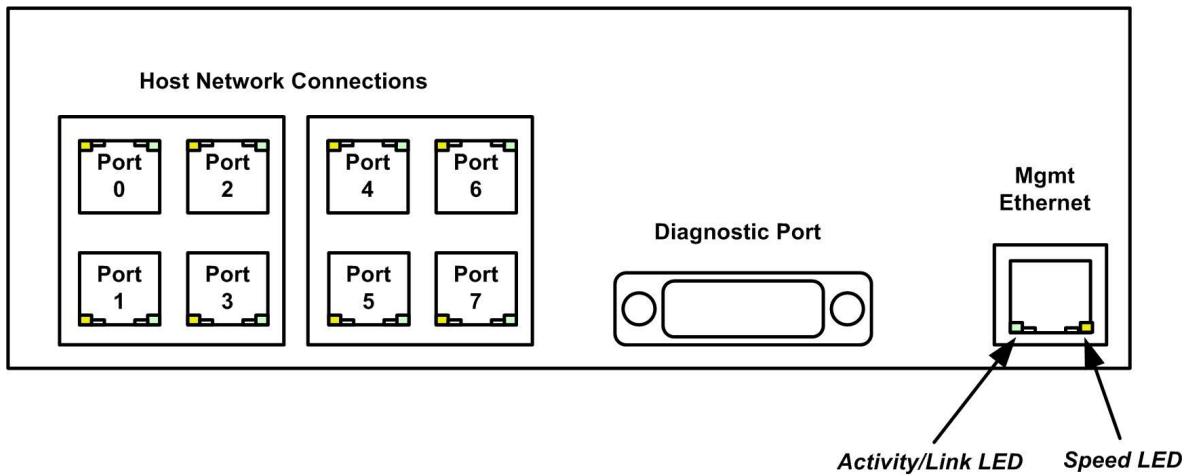 Host Network Connections
Port
0
Port
2
Port
4
Port
6
Port
1
Port
3
Port
5
Port
7
Diagnostic Port
Mgmt
Ethernet
Activity/Link LED
Speed LED